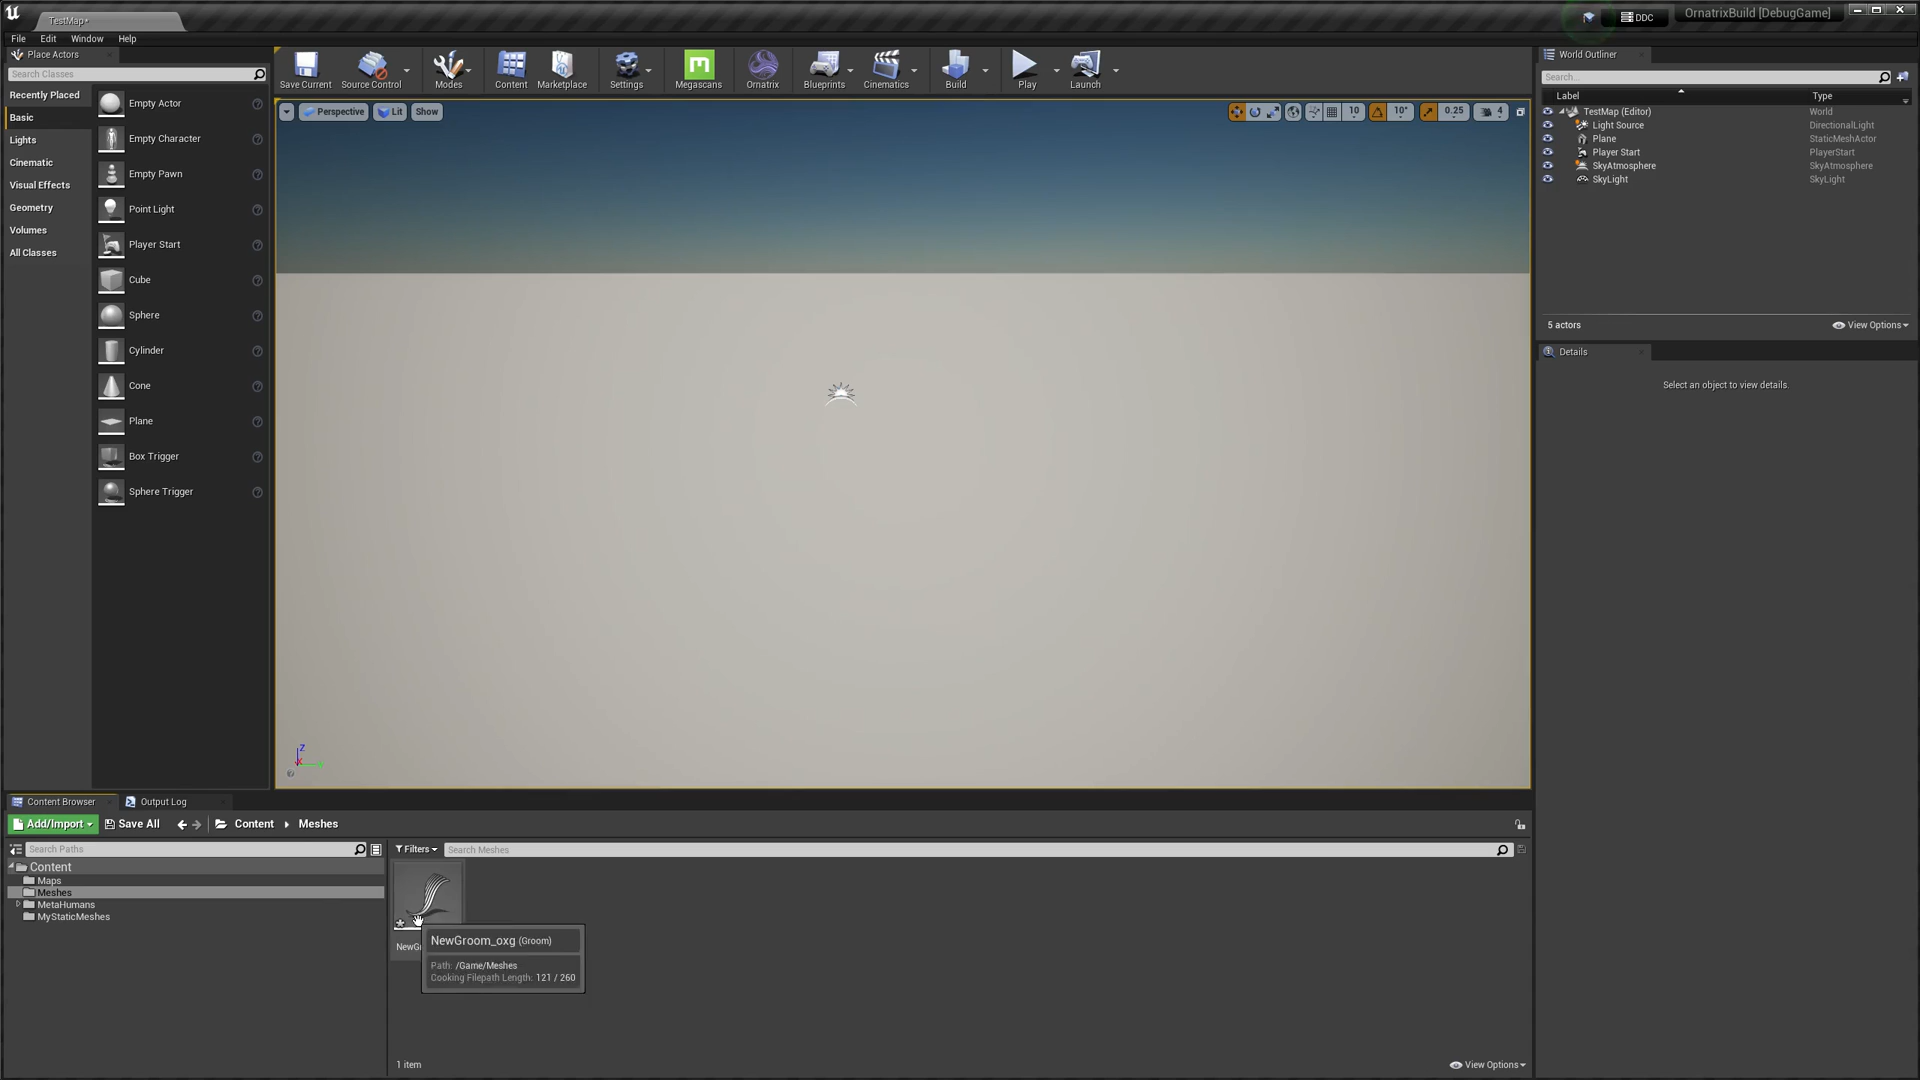 TestMap*
DDC
OrnatrixBuild [DebugGame]
File Edit Window Help
Place Actors
Search Classes
Recently Placed
Basic
Lights
Cinematic
Visual Effects
Geometry
Volumes
All Classes
Empty Actor
Empty Character
Empty Pawn
Point Light
Player Start
Cube
Sphere
Cylinder
Cone
Plane
Box Trigger
Sphere Trigger
Save Current
Source Control
Modes
Content
Marketplace
Settings
Megascans
Ornatrix
Blueprints
Cinematics
Build
Play
Launch
Perspective
Lit
Show
10
10°
0.25
4
Z
World Outliner
Search...
Label Type
TestMap (Editor) World
Light Source DirectionalLight
Plane StaticMeshActor
Player Start PlayerStart
SkyAtmosphere SkyAtmosphere
SkyLight SkyLight
5 actors
View Options
Details
Select an object to view details.
Content Browser
Output Log
Add/Import
Save All
Content
Meshes
Search Paths
Content
Maps
Meshes
MetaHumans
MyStaticMeshes
Filters
Search Meshes
NewGr
NewGroom_oxg (Groom)
Path: /Game/Meshes
Cooking Filepath Length: 121 / 260
1 item
View Options